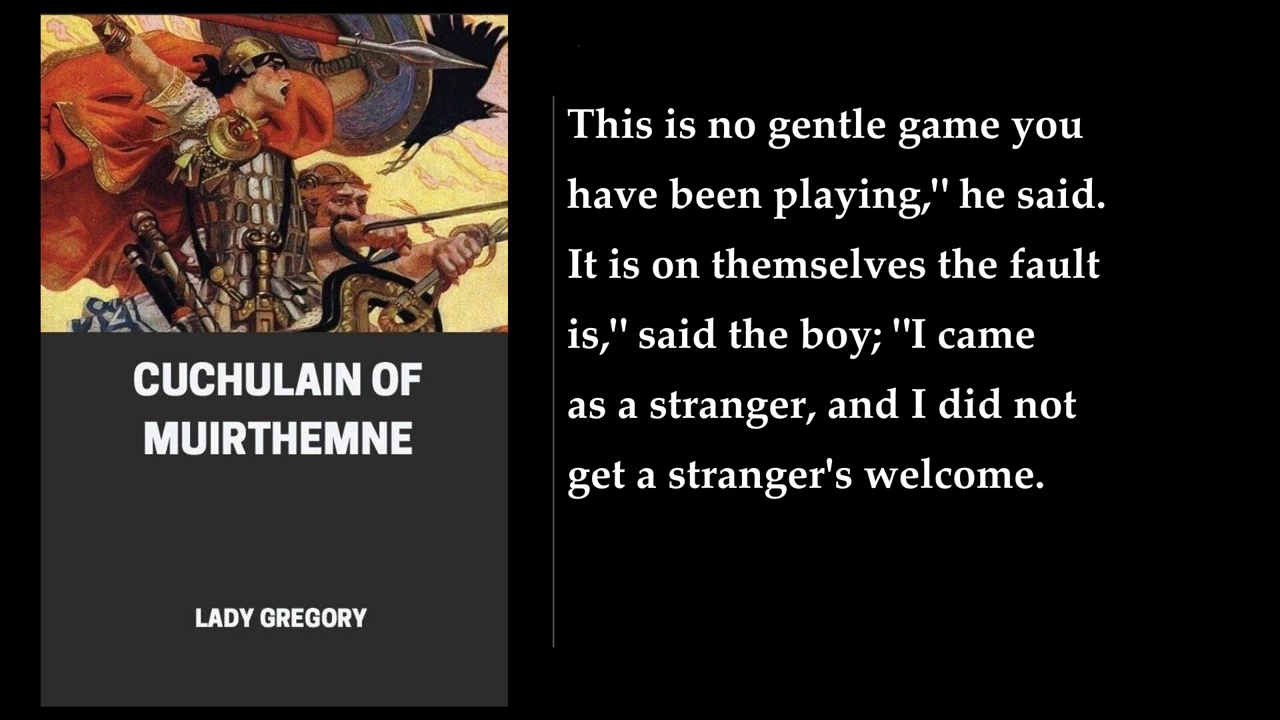 CUCHULAIN OF
MUIRTHEMNE
LADY GREGORY
This is no gentle game you
have been playing," he said.
It is on themselves the fault
is," said the boy; "I came
as a stranger, and I did not
get a stranger's welcome.